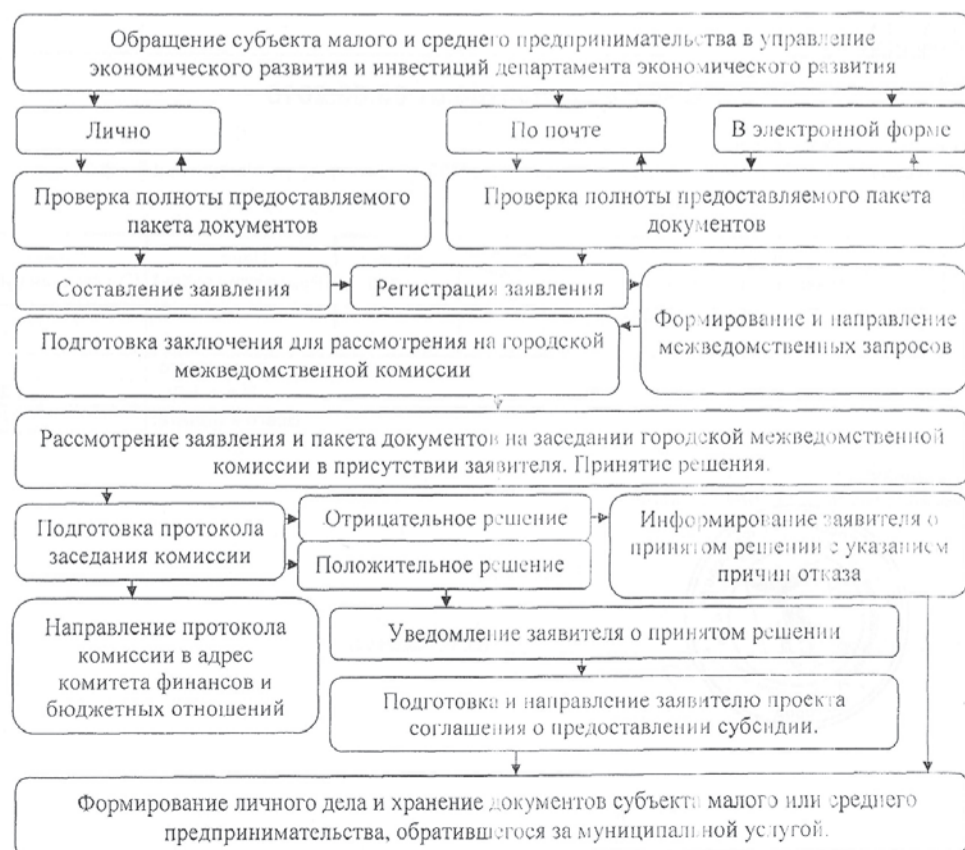 Обращение субъекта малого и среднего предпринимательства в управление
экономического развития и инвестиций департамента экономического развития
Лично
По почте
В электронной форме
Проверка полноты предоставляемого
пакета документов
Проверка полноты предоставляемого пакета
документов
Составление заявления
Регистрация заявления
Формирование и направление
межведомственных запросов
Подготовка заключения для рассмотрения на городской
межведомственной комиссии
Рассмотрение заявления и пакета документов на заседании городской межведомственной
комиссии в присутствии заявителя. Принятие решения.
Подготовка протокола
заседания комиссии
Отрицательное решение
Положительное решение
Информирование заявителя о
принятом решении с указанием
причин отказа
Направление протокола
комиссии в адрес
комитета финансов и
бюджетных отношений
Уведомление заявителя о принятом решении
Подготовка и направление заявителю проекта
соглашения о предоставлении субсидии.
Формирование личного дела и хранение документов субъекта малого или среднего
предпринимательства, обратившегося за муниципальной услугой.